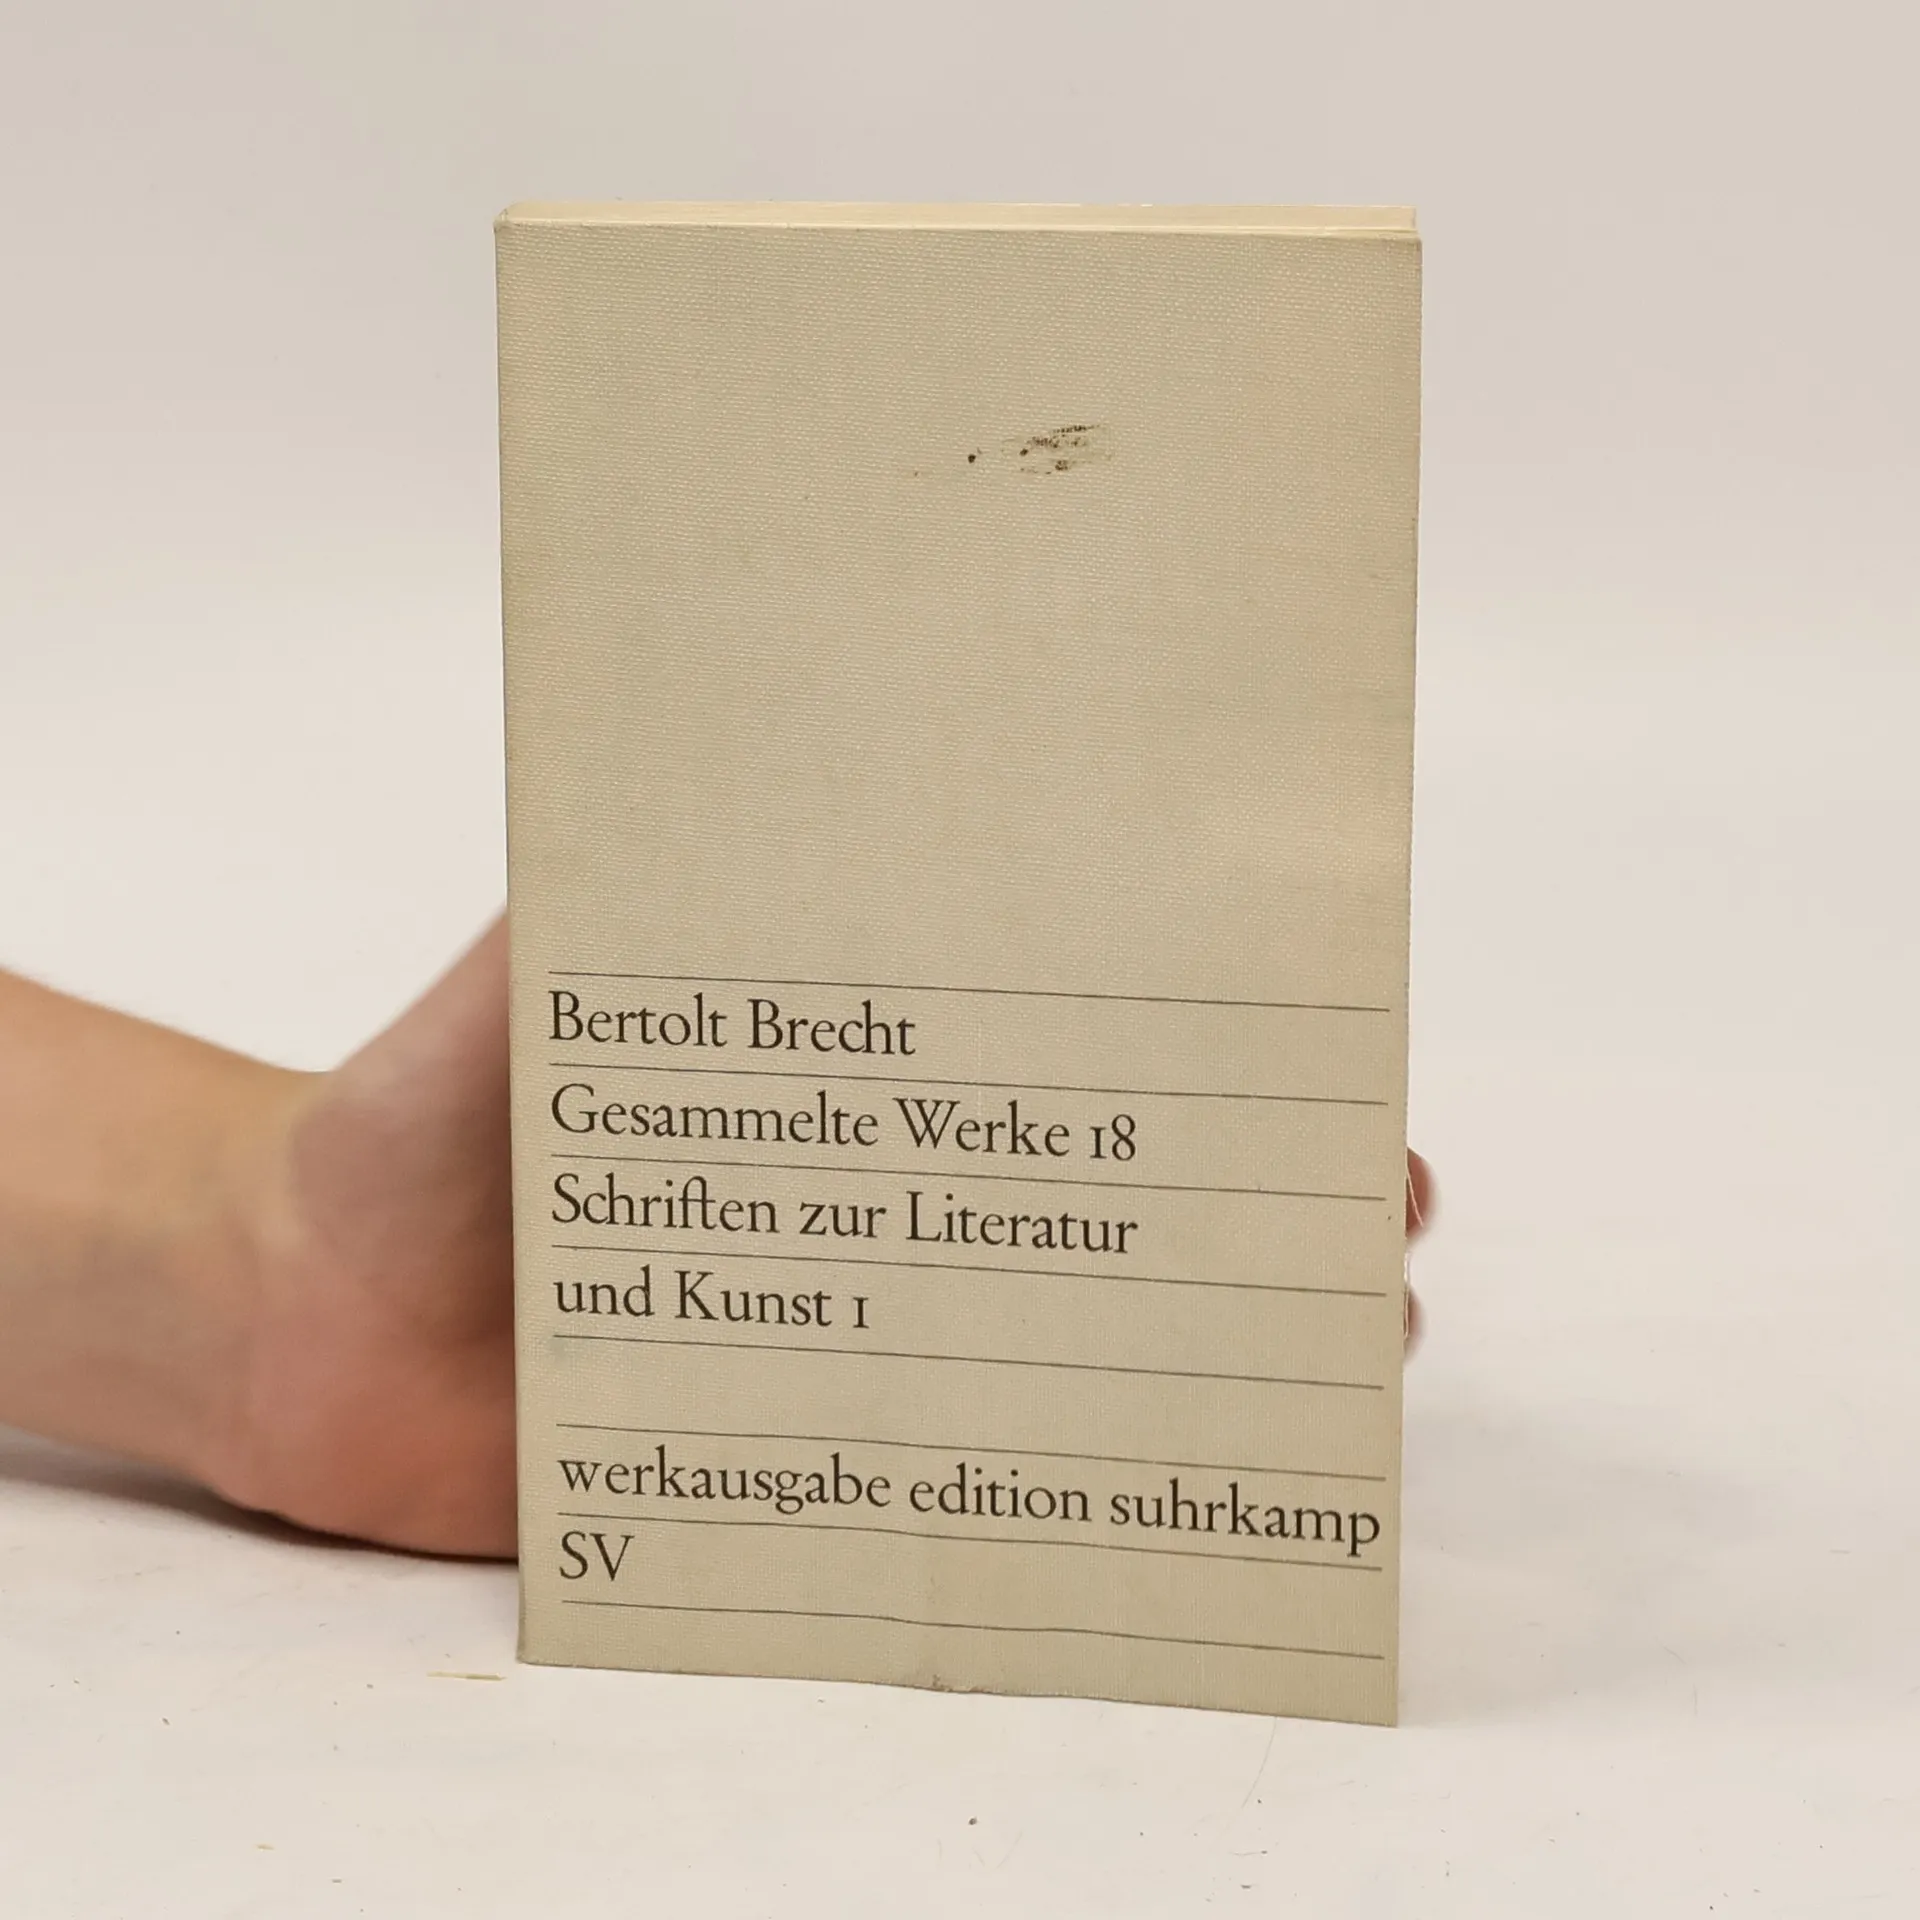 Bertolt Brecht
Gesammelte Werke 18
Schriften zur Literatur
und Kunst 1
werkausgabe edition suhrkamp
SV